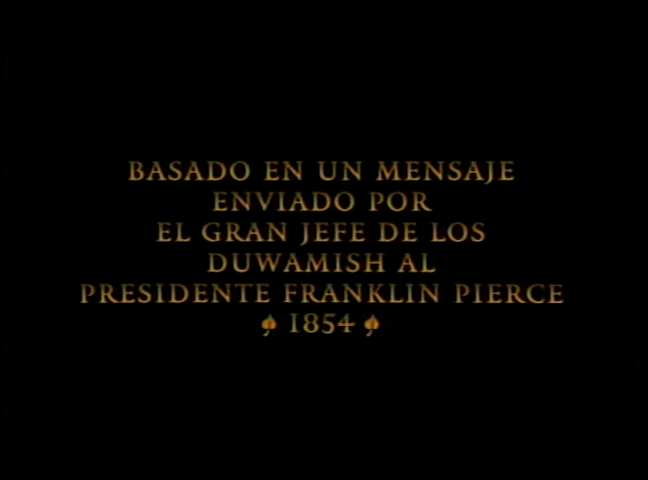 BASADO EN UN MENSAJE
ENVIADO POR
EL GRAN JEFE DE LOS
DUWAMISH AL
PRESIDENTE FRANKLIN PIERCE
1854